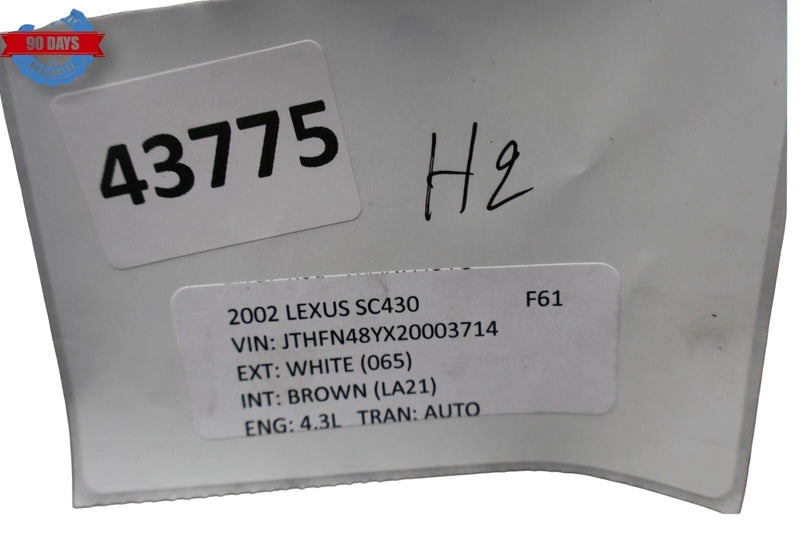 90 DAYS
GUARANTEE
43775
H2
2002 LEXUS SC430 F61
VIN: JTHFN48YX20003714
EXT: WHITE (065)
INT: BROWN (LA21)
ENG: 4.3L TRAN: AUTO